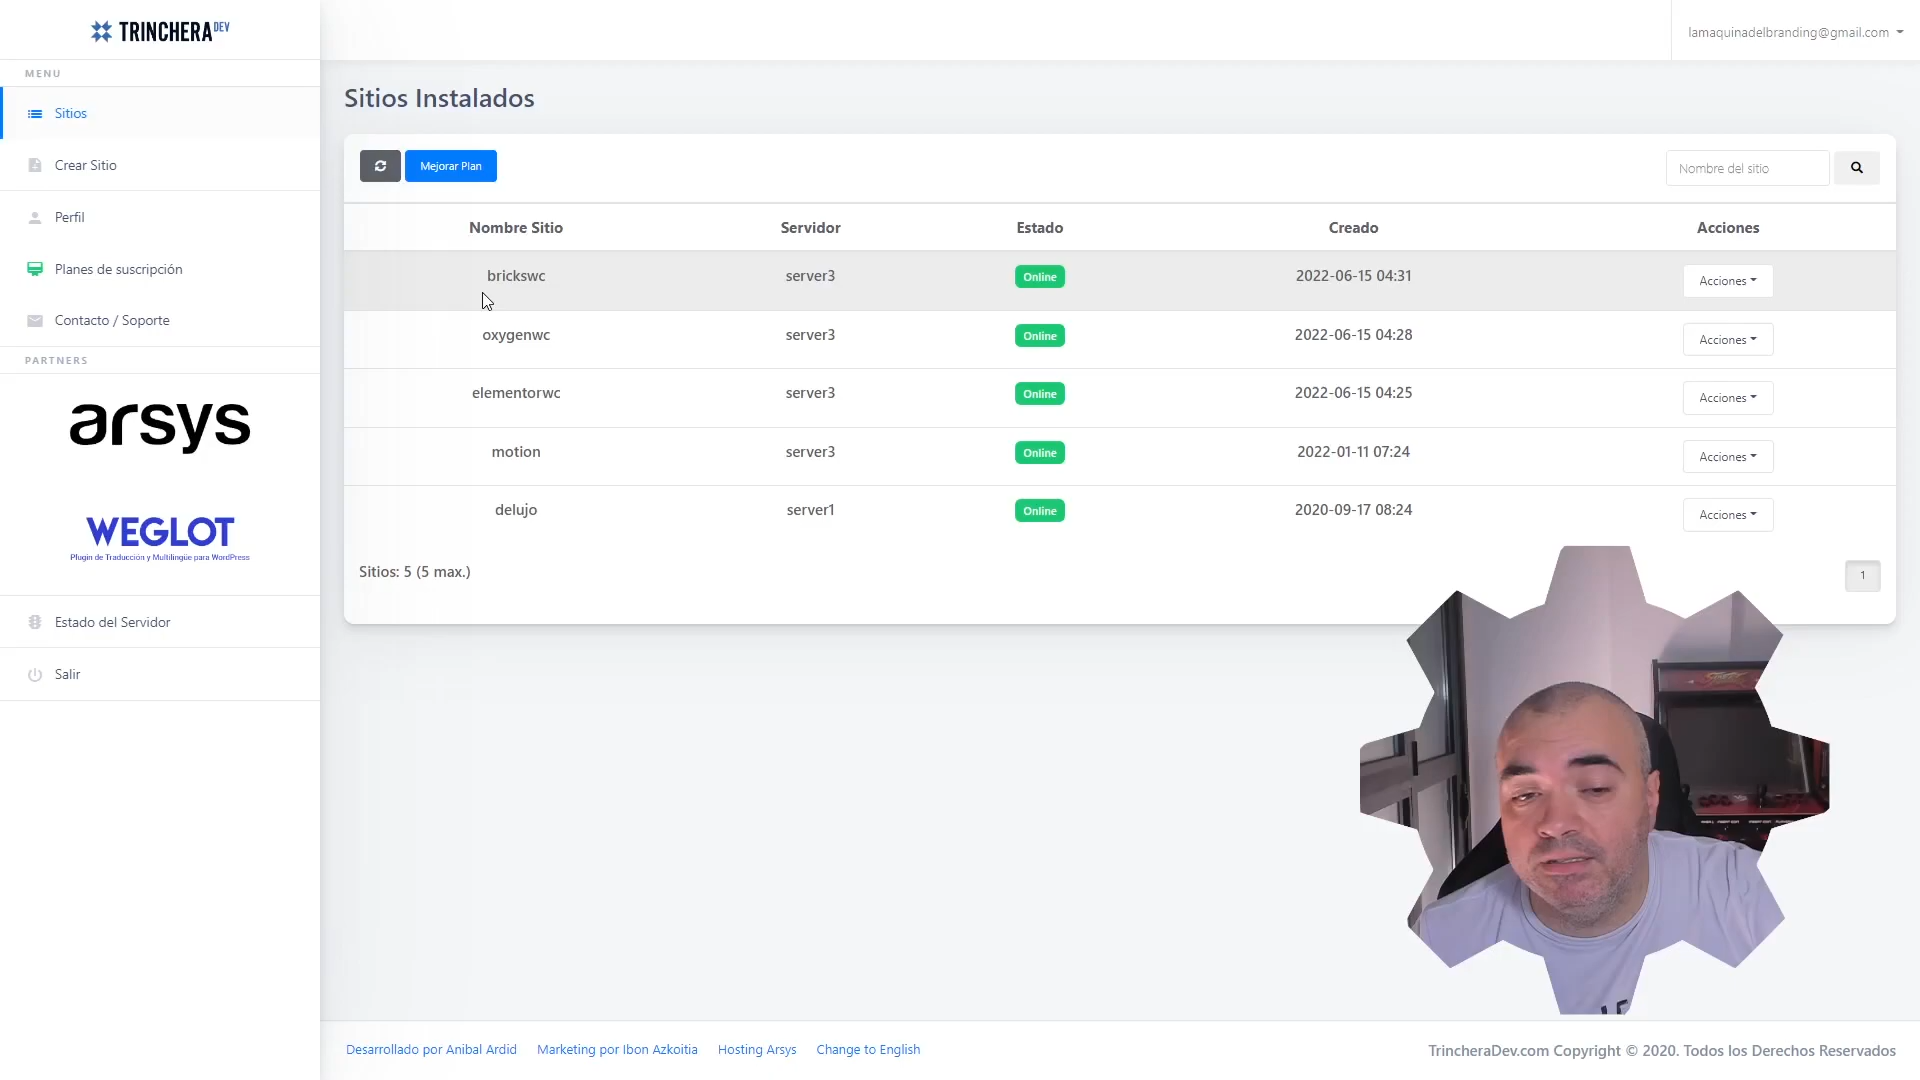 TRINCHERA DEV
lamaquinadelbranding@gmail.com
MENU
Sitios
Crear Sitio
Perfil
Planes de suscripción
Contacto / Soporte
PARTNERS
arsys
WEGLOT
Plugin de Traducción y Multilingüe para WordPress
Estado del Servidor
Salir
Sitios Instalados
Mejorar Plan
Nombre del sitio
Nombre Sitio Servidor Estado Creado Acciones
brickswc server3 Online 2022-06-15 04:31 Acciones
oxygenwc server3 Online 2022-06-15 04:28 Acciones
elementorwc server3 Online 2022-06-15 04:25 Acciones
motion server3 Online 2022-01-11 07:24 Acciones
delujo server1 Online 2020-09-17 08:24 Acciones
Sitios: 5 (5 max.)
1
Desarrollado por Anibal Ardid Marketing por Ibon Azkoitia Hosting Arsys Change to English
TrincheraDev.com Copyright © 2020. Todos los Derechos Reservados